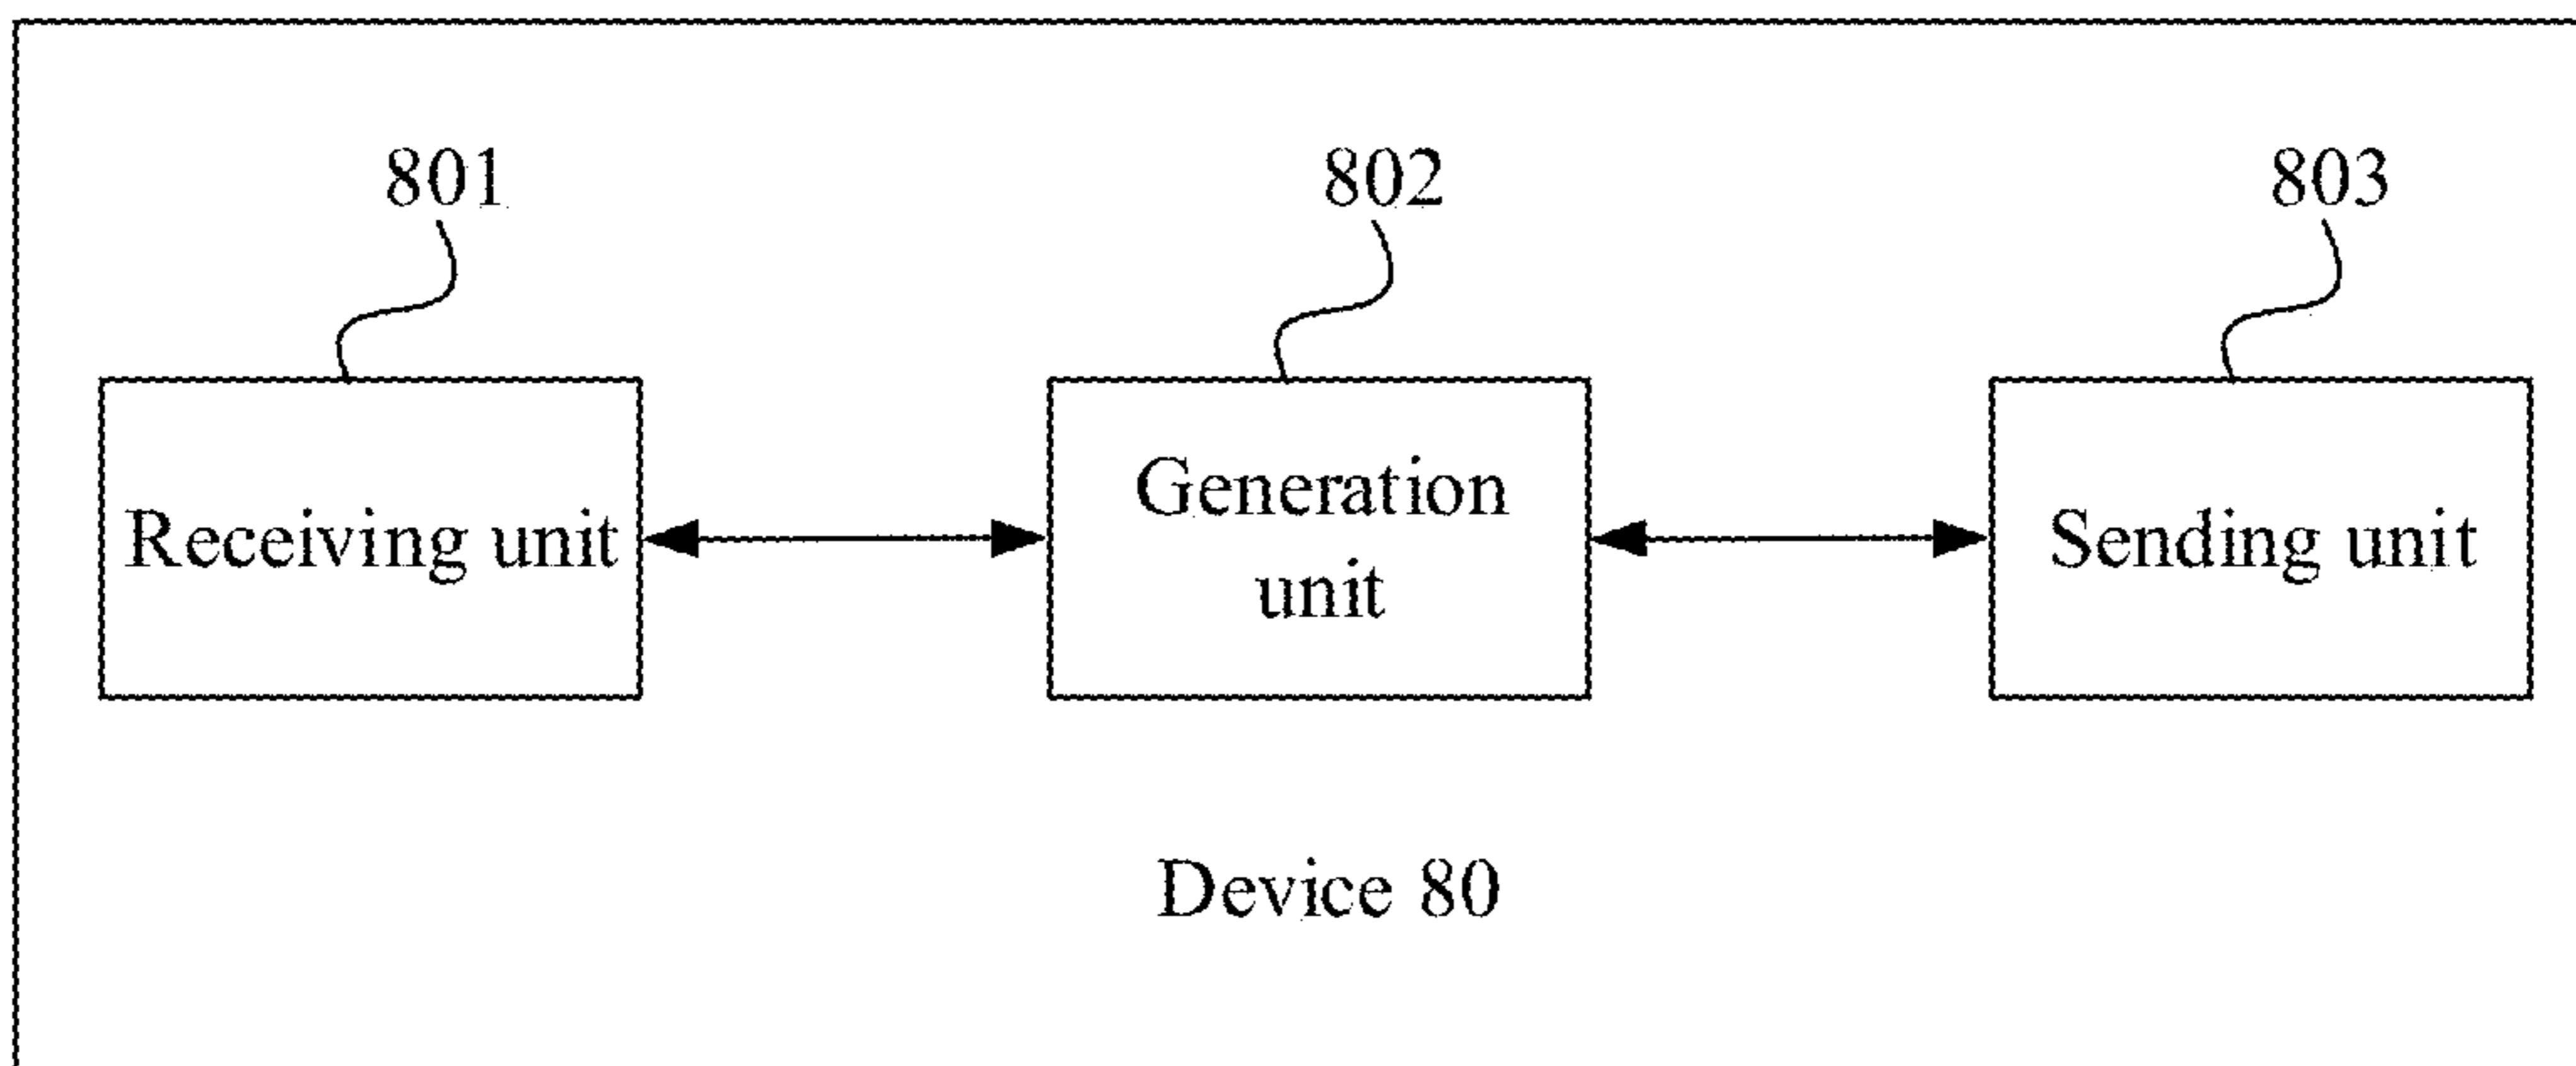 801
802
803
Receiving unit
Generation
unit
Sending unit
Device 80